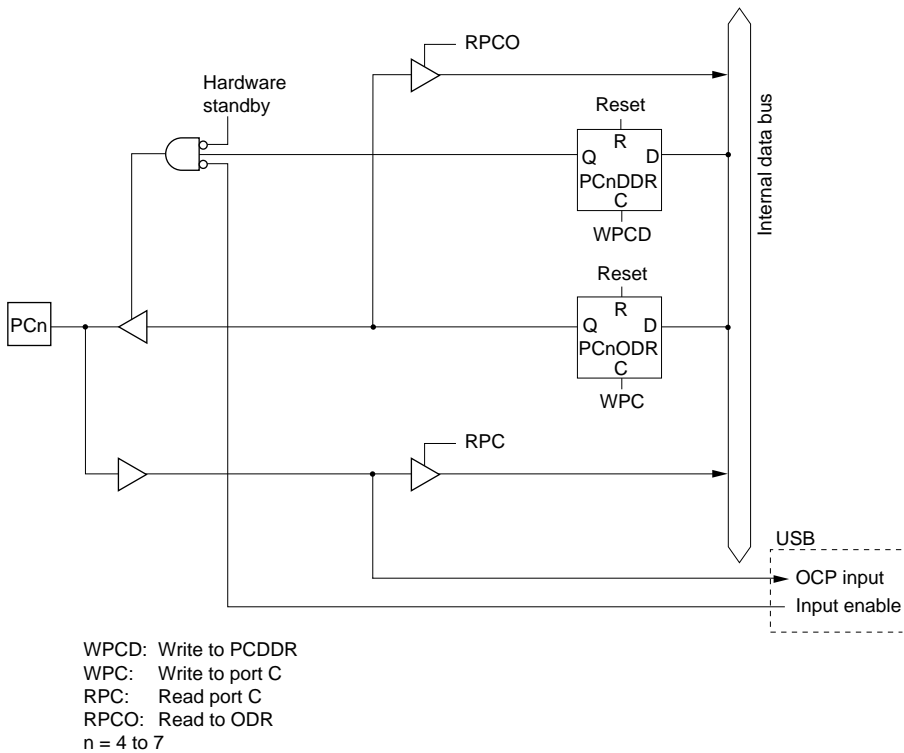 RPCO
Hardware
standby
Reset
R
Q D
PCnDDR
C
WPCD
Internal data bus
Reset
R
Q D
PCnODR
C
WPC
PCn
RPC
USB
OCP input
Input enable
WPCD: Write to PCDDR
WPC: Write to port C
RPC: Read port C
RPCO: Read to ODR
n = 4 to 7